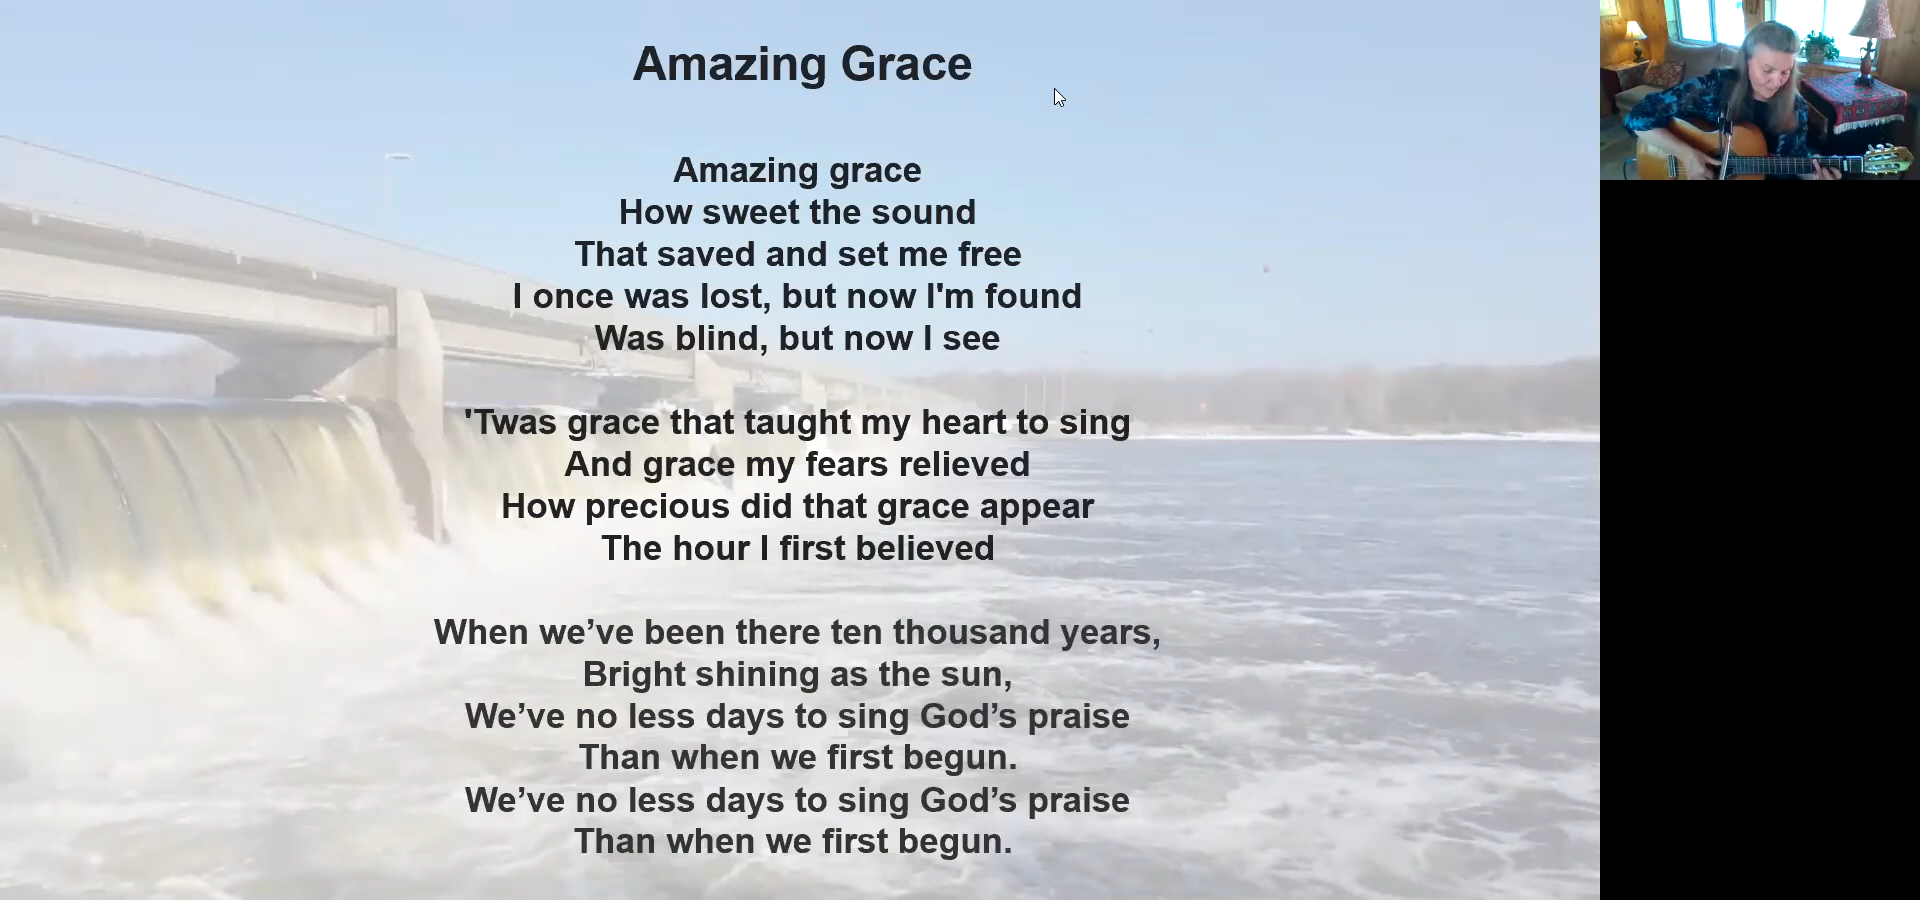 Amazing Grace
Amazing grace
How sweet the sound
That saved and set me free
I once was lost, but now I'm found
Was blind, but now I see
'Twas grace that taught my heart to sing
And grace my fears relieved
How precious did that grace appear
The hour I first believed
When we’ve been there ten thousand years,
Bright shining as the sun,
We’ve no less days to sing God’s praise
Than when we first begun.
We’ve no less days to sing God’s praise
Than when we first begun.